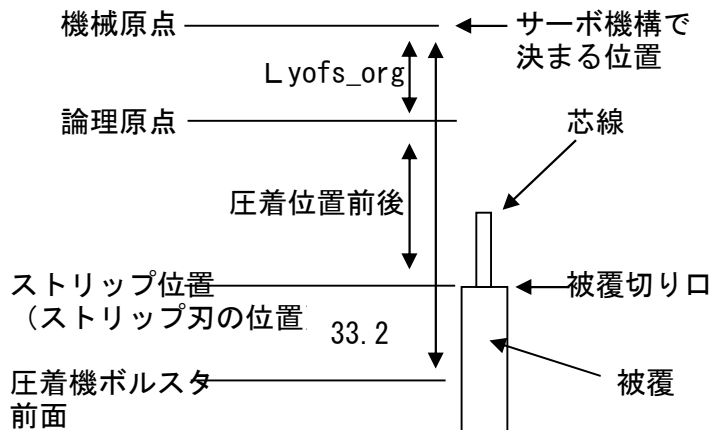 機械原点
サーボ機構で
決まる位置
Lyofs_org
論理原点
芯線
圧着位置前後
ストリップ位置
(ストリップ刃の位置
被覆切り口
33.2
圧着機ボルスタ
前面
被覆